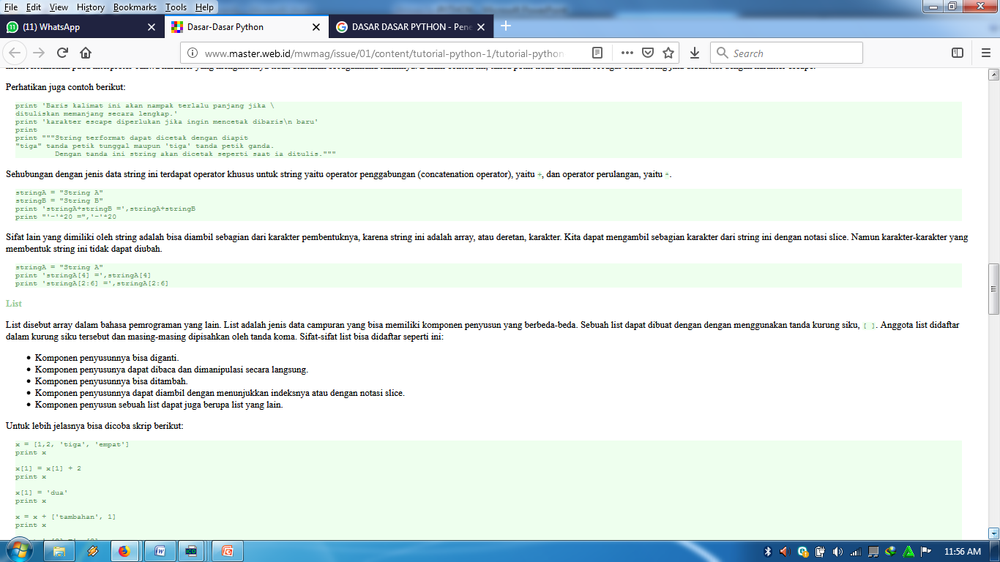 File Edit View History Bookmarks Tools Help
(11) WhatsApp
Dasar-Dasar Python
DASAR DASAR PYTHON - Pene
www.master.web.id/mwmag/issue/01/content/tutorial-python-1/tutorial-python
Search
Perhatikan juga contoh berikut:
print 'Baris kalimat ini akan nampak terlalu panjang jika \
dituliskan memanjang secara lengkap.'
print 'karakter escape diperlukan jika ingin mencetak dibaris\n baru'
print
print """String terformat dapat dicetak dengan diapit
"tiga" tanda petik tunggal maupun 'tiga' tanda petik ganda.
Dengan tanda ini string akan dicetak seperti saat ia ditulis."""
Sehubungan dengan jenis data string ini terdapat operator khusus untuk string yaitu operator penggabungan (concatenation operator), yaitu +, dan operator perulangan, yaitu *.
stringA = "String A"
stringB = "String B"
print 'stringA+stringB =',stringA+stringB
print "'-'*20 =",'-'*20
Sifat lain yang dimiliki oleh string adalah bisa diambil sebagian dari karakter pembentuknya, karena string ini adalah array, atau deretan, karakter. Kita dapat mengambil sebagian karakter dari string ini dengan notasi slice. Namun karakter-karakter yang
membentuk string ini tidak dapat diubah.
stringA = "String A"
print 'stringA[4] =',stringA[4]
print 'stringA[2:6] =',stringA[2:6]
List
List disebut array dalam bahasa pemrograman yang lain. List adalah jenis data campuran yang bisa memiliki komponen penyusun yang berbeda-beda. Sebuah list dapat dibuat dengan dengan menggunakan tanda kurung siku, [ ]. Anggota list didaftar
dalam kurung siku tersebut dan masing-masing dipisahkan oleh tanda koma. Sifat-sifat list bisa didaftar seperti ini:
• Komponen penyusunnya bisa diganti.
• Komponen penyusunya dapat dibaca dan dimanipulasi secara langsung.
• Komponen penyusunnya bisa ditambah.
• Komponen penyusunnya dapat diambil dengan menunjukkan indeksnya atau dengan notasi slice.
• Komponen penyusun sebuah list dapat juga berupa list yang lain.
Untuk lebih jelasnya bisa dicoba skrip berikut:
x = [1,2, 'tiga', 'empat']
print x
x[1] = x[1] + 2
print x
x[1] = 'dua'
print x
x = x + ['tambahan', 1]
print x
11:56 AM